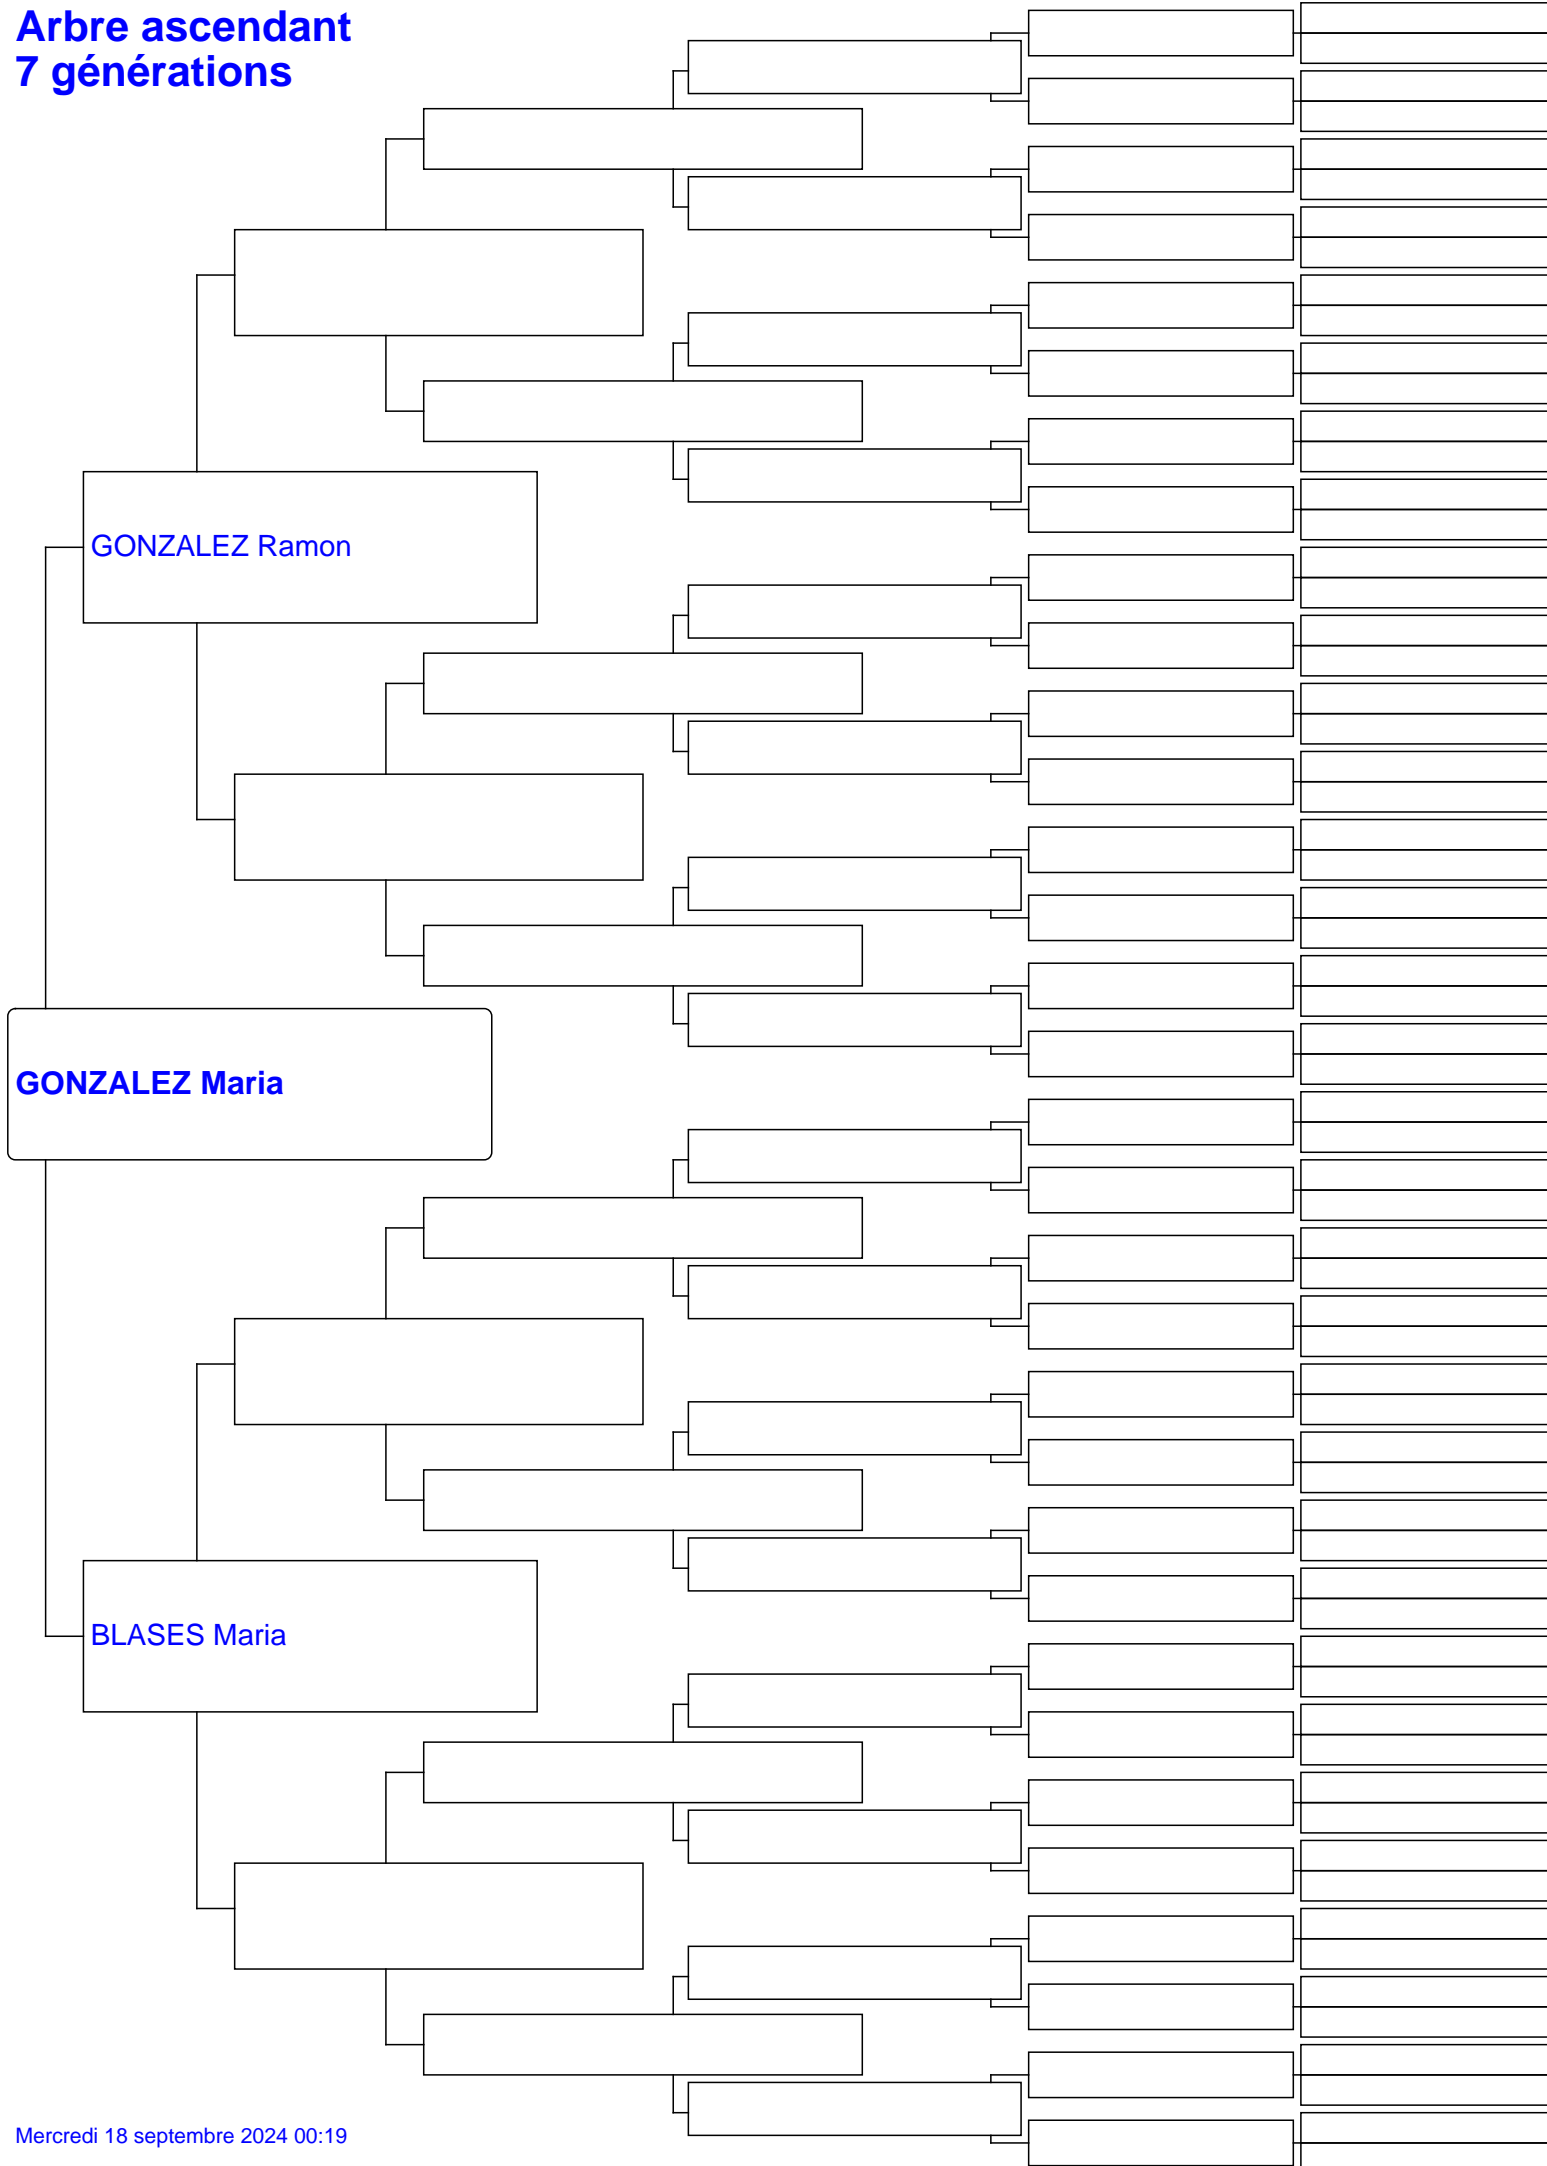 Arbre ascendant
7 générations
GONZALEZ Ramon
GONZALEZ Maria
BLASES Maria
Mercredi 18 septembre 2024 00:19